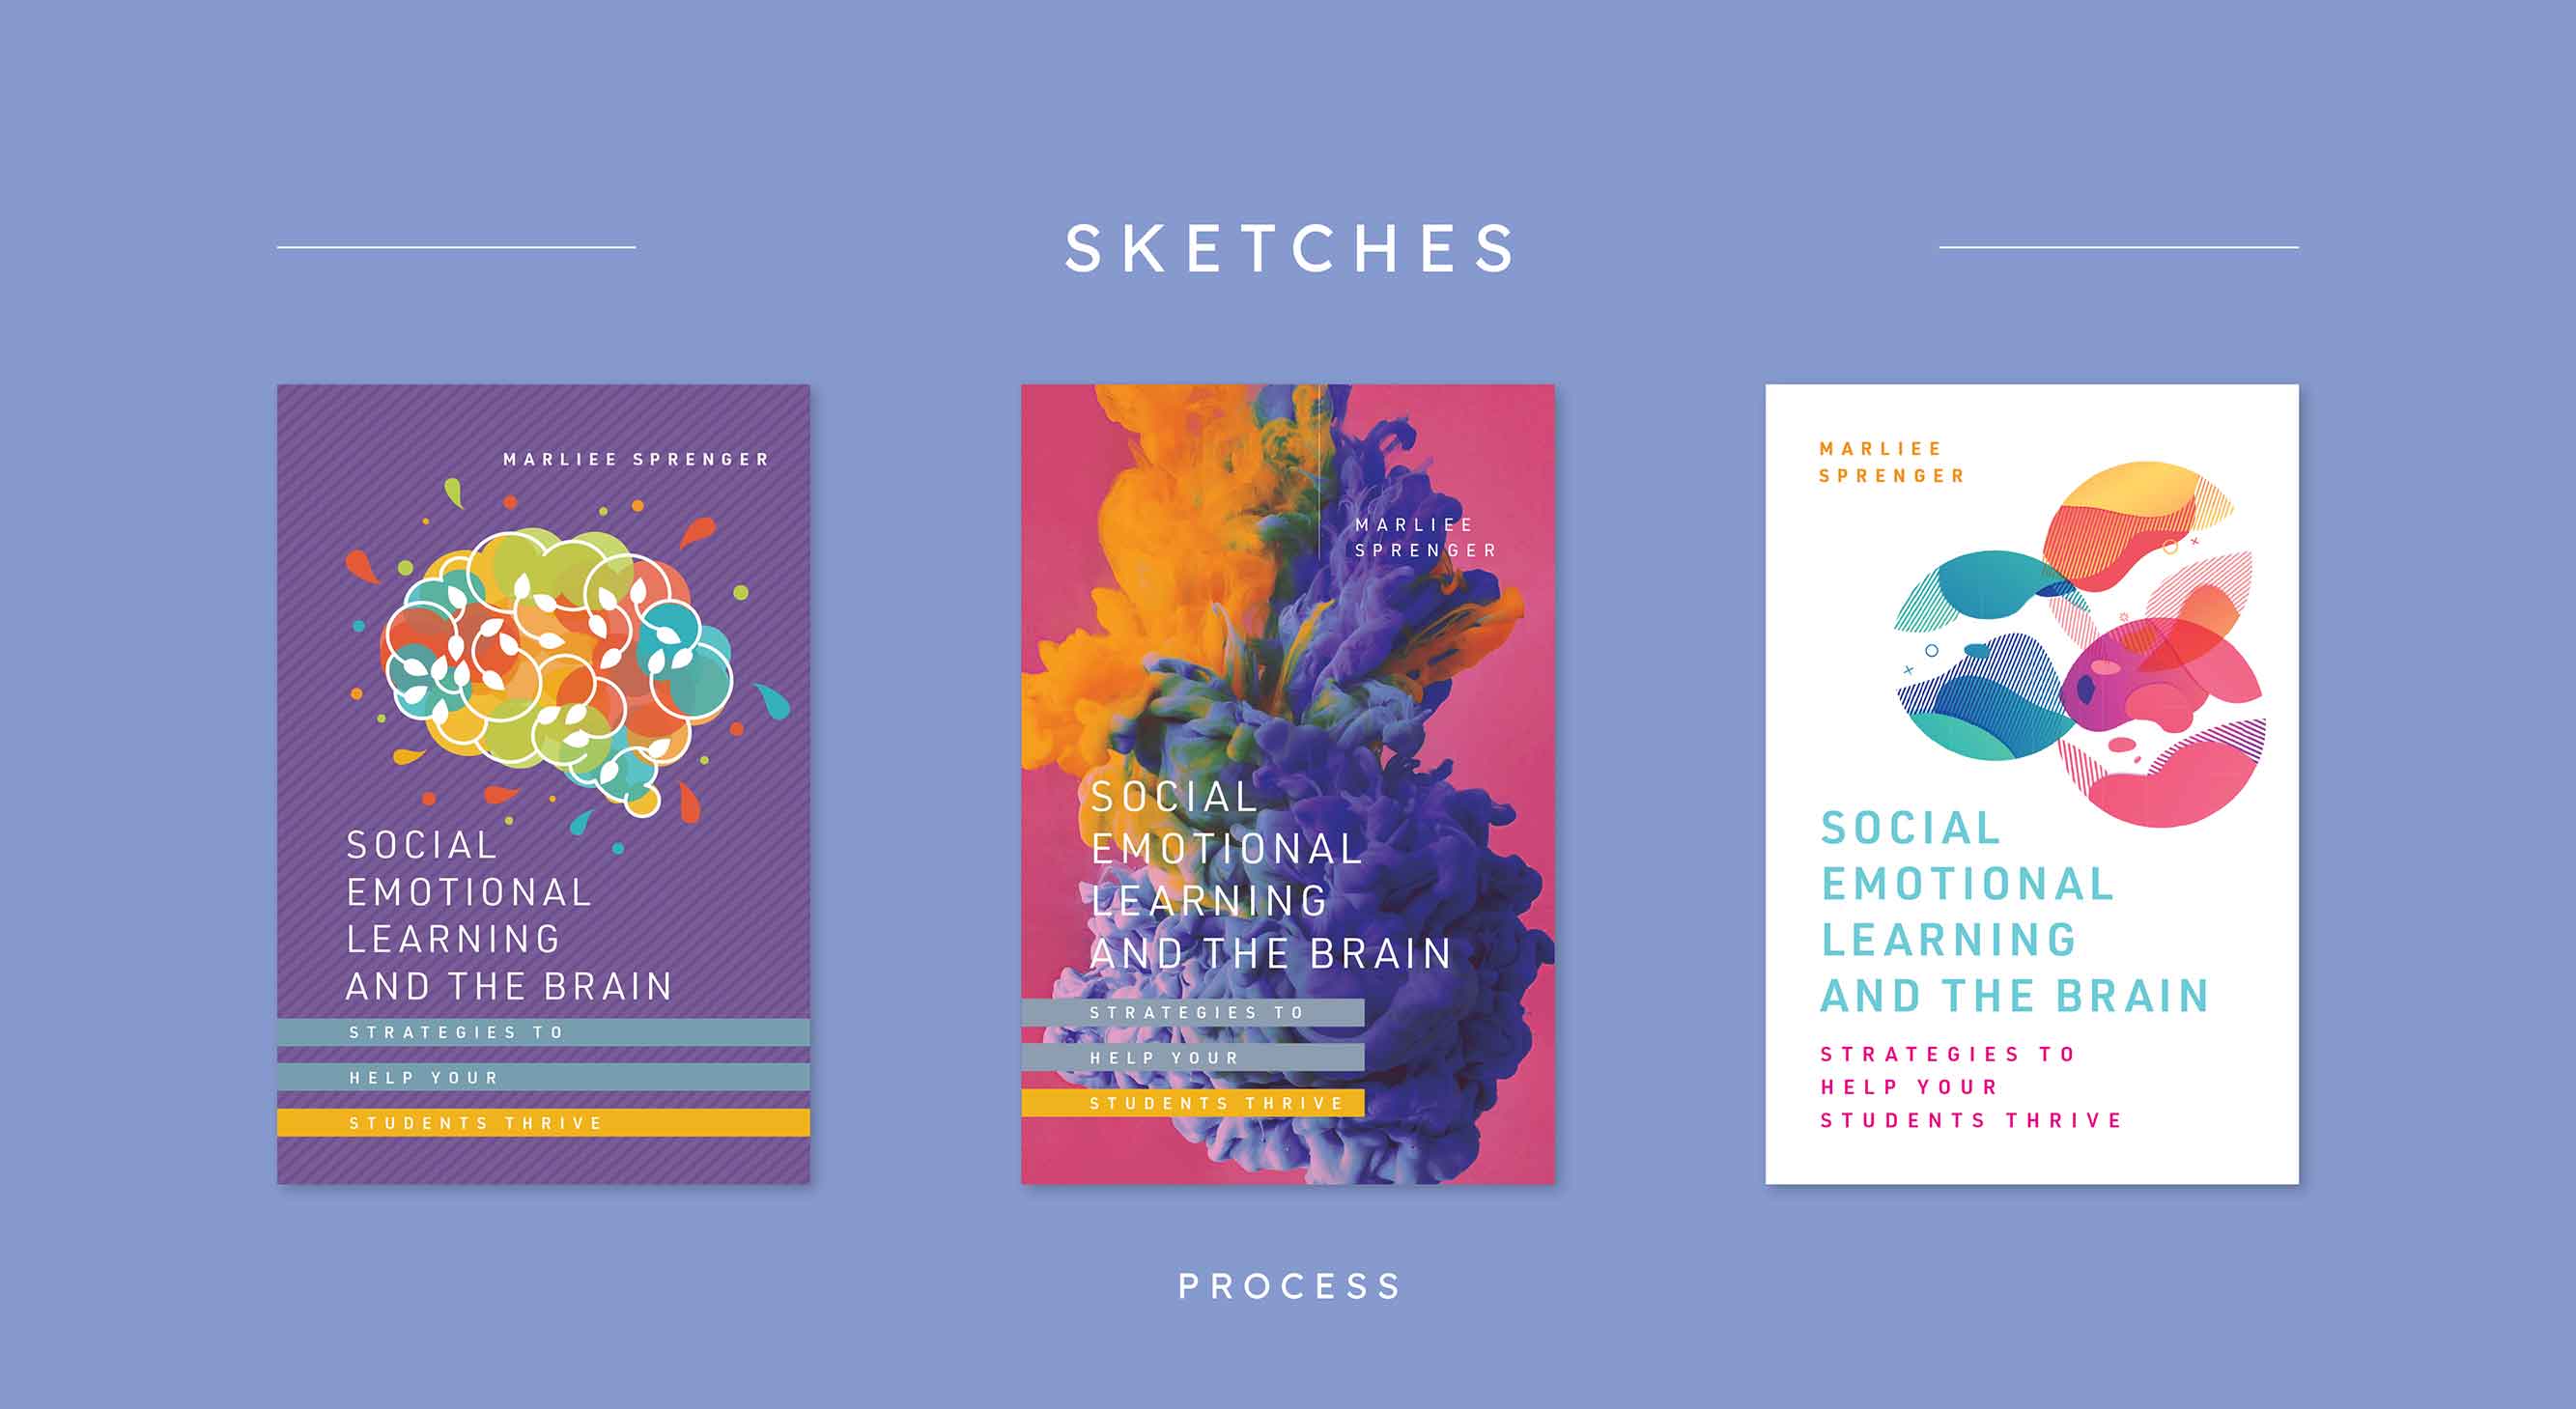 SKETCHES
MARLIEE SPRENGER
SOCIAL
EMOTIONAL
LEARNING
AND THE BRAIN
STRATEGIES TO
HELP YOUR
STUDENTS THRIVE
MARLIEE
SPRENGER
SOCIAL
EMOTIONAL
LEARNING
AND THE BRAIN
STRATEGIES TO
HELP YOUR
STUDENTS THRIVE
MARLIEE
SPRENGER
SOCIAL
EMOTIONAL
LEARNING
AND THE BRAIN
STRATEGIES TO
HELP YOUR
STUDENTS THRIVE
PROCESS